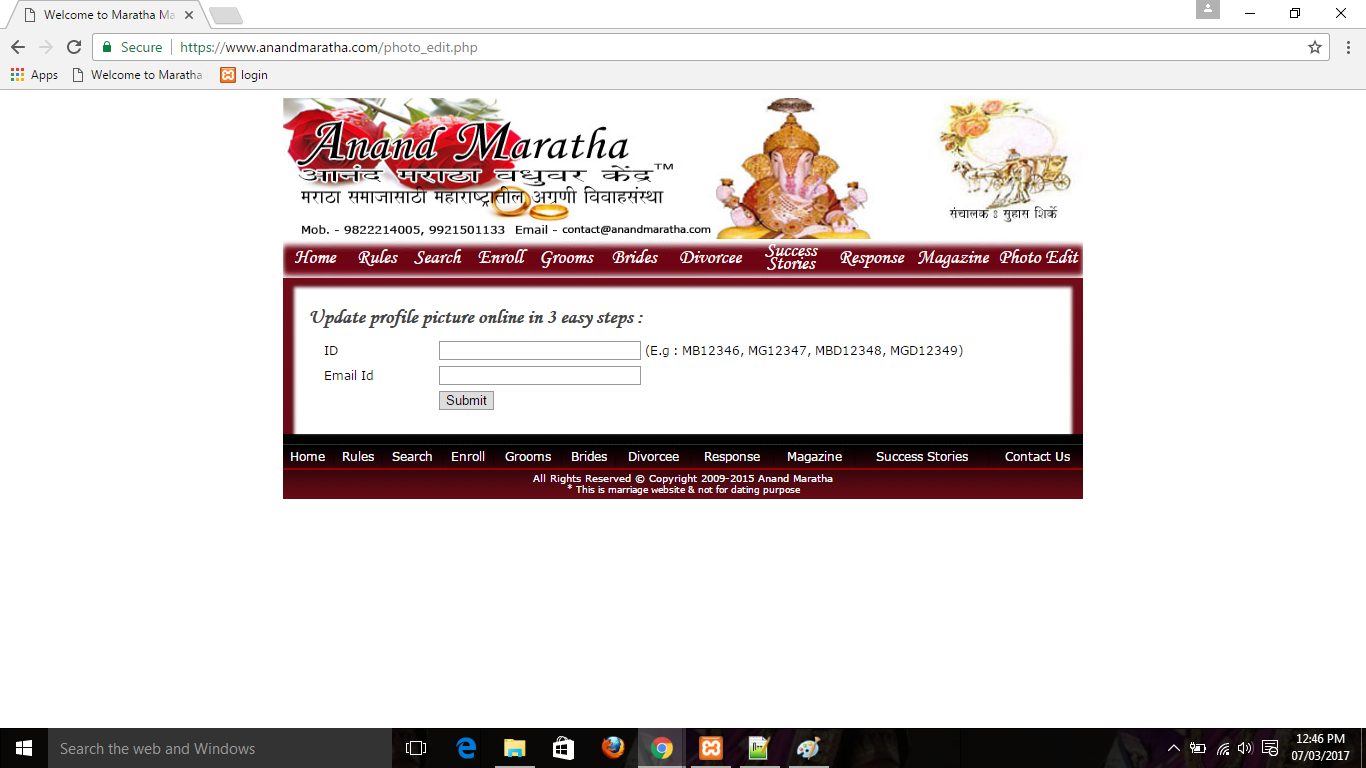 Welcome to Maratha Ma
Secure https://www.anandmaratha.com/photo_edit.php
Apps Welcome to Maratha login
Anand Maratha
आनंद मराठा वधुवर केंद्र™
मराठा समाजासाठी महाराष्ट्रातील अग्रणी विवाहसंस्था
संचालक : सुहास शिर्के
Mob. - 9822214005, 9921501133 Email - contact@anandmaratha.com
Home Rules Search Enroll Grooms Brides Divorcee Success Stories Response Magazine Photo Edit
Update profile picture online in 3 easy steps :
ID (E.g : MB12346, MG12347, MBD12348, MGD12349)
Email Id
Submit
Home Rules Search Enroll Grooms Brides Divorcee Response Magazine Success Stories Contact Us
All Rights Reserved © Copyright 2009-2015 Anand Maratha
* This is marriage website & not for dating purpose
Search the web and Windows
12:46 PM
07/03/2017